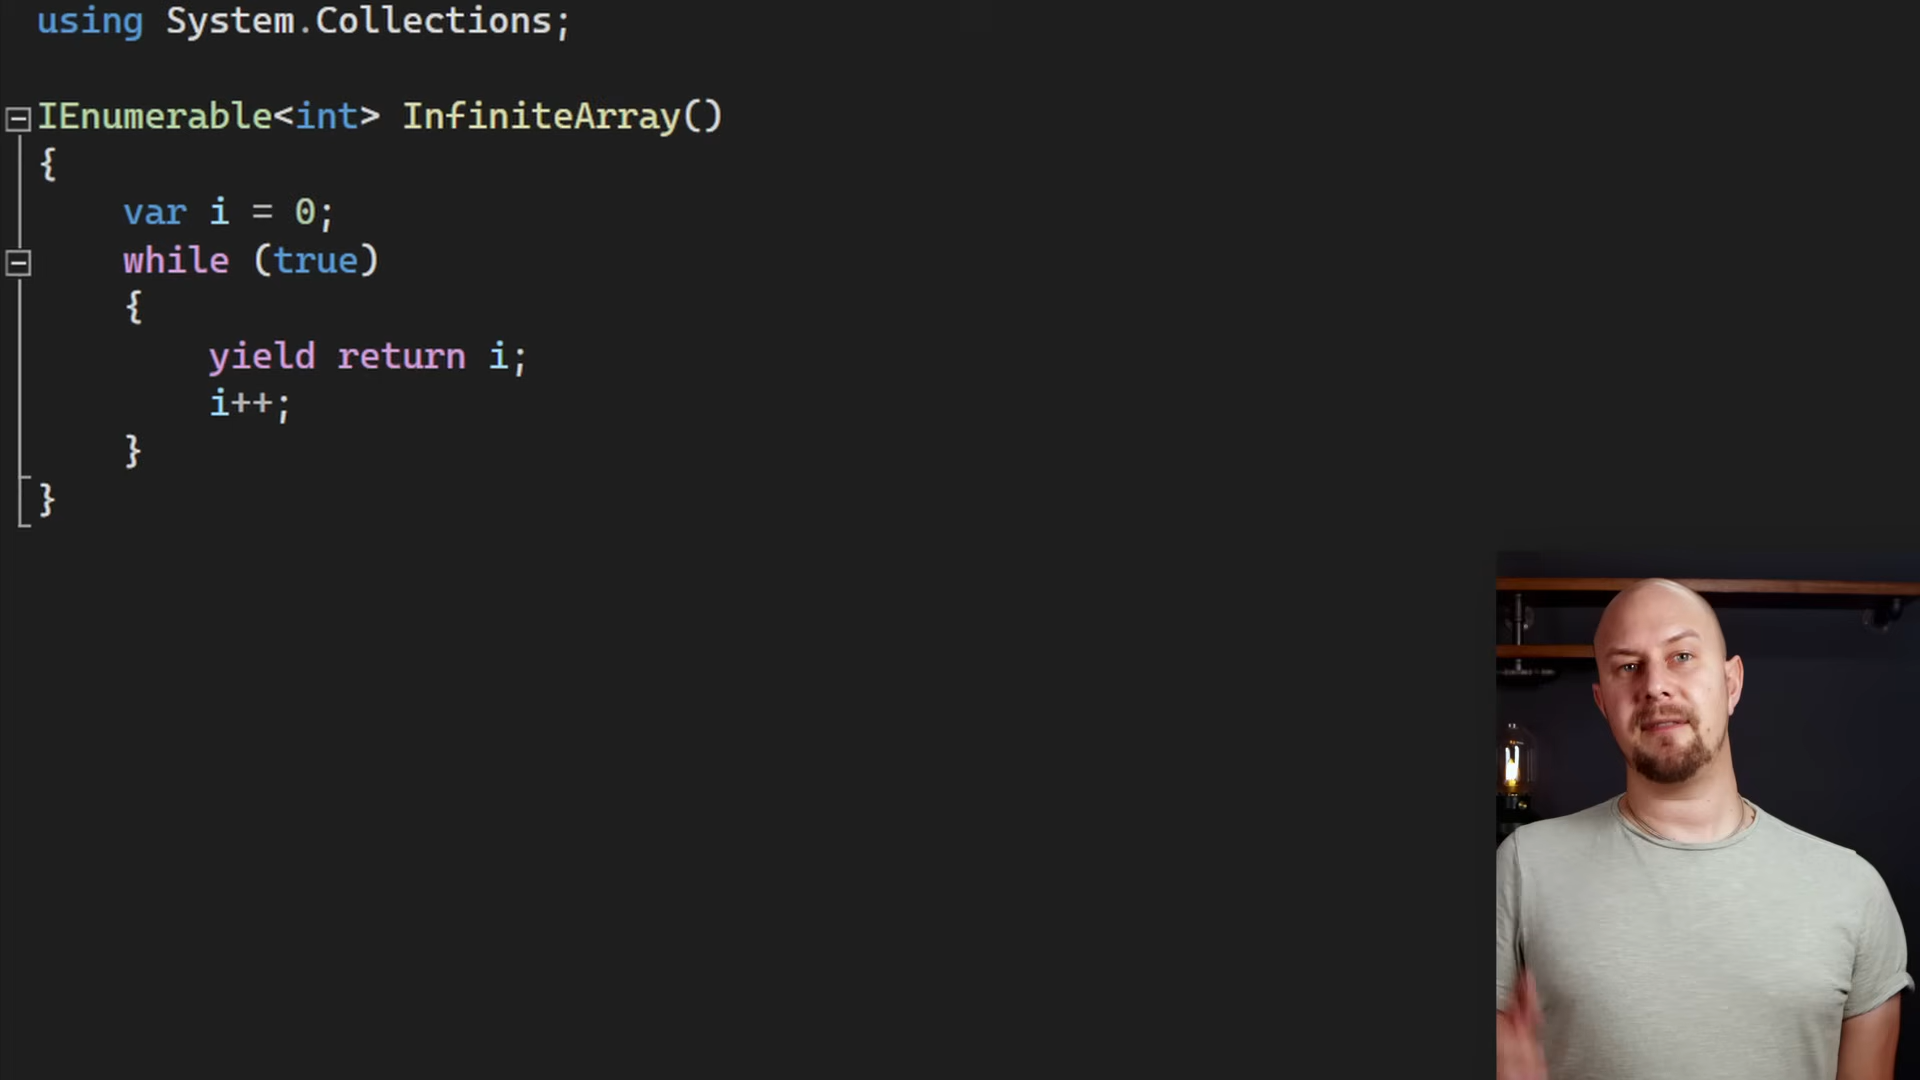 using System.Collections;
IEnumerable<int> InfiniteArray()
{
    var i = 0;
    while (true)
    {
        yield return i;
        i++;
    }
}